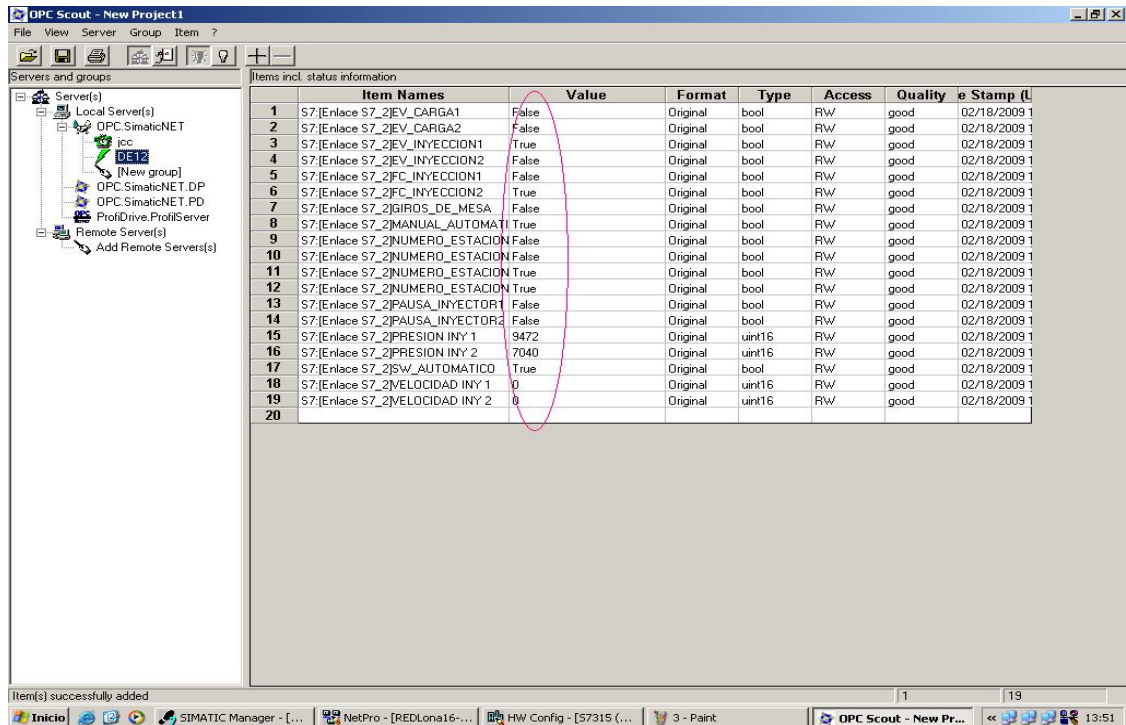 OPC Scout - New Project1
File View Server Group Item ?
Servers and groups
Items incl. status information
Server(s)
Local Server(s)
OPC.SimaticNET
jcc
DE12
[New group]
OPC.SimaticNET.DP
OPC.SimaticNET.PD
ProfiDrive.ProfilServer
Remote Server(s)
Add Remote Servers(s)
Item Names Value Format Type Access Quality e Stamp (L
1 S7:[Enlace S7_2]EV_CARGA1 False Original bool RW good 02/18/2009 1
2 S7:[Enlace S7_2]EV_CARGA2 False Original bool RW good 02/18/2009 1
3 S7:[Enlace S7_2]EV_INYECCION1 True Original bool RW good 02/18/2009 1
4 S7:[Enlace S7_2]EV_INYECCION2 False Original bool RW good 02/18/2009 1
5 S7:[Enlace S7_2]FC_INYECCION1 False Original bool RW good 02/18/2009 1
6 S7:[Enlace S7_2]FC_INYECCION2 True Original bool RW good 02/18/2009 1
7 S7:[Enlace S7_2]GIROS_DE_MESA False Original bool RW good 02/18/2009 1
8 S7:[Enlace S7_2]MANUAL_AUTOMATI True Original bool RW good 02/18/2009 1
9 S7:[Enlace S7_2]NUMERO_ESTACION False Original bool RW good 02/18/2009 1
10 S7:[Enlace S7_2]NUMERO_ESTACION False Original bool RW good 02/18/2009 1
11 S7:[Enlace S7_2]NUMERO_ESTACION True Original bool RW good 02/18/2009 1
12 S7:[Enlace S7_2]NUMERO_ESTACION True Original bool RW good 02/18/2009 1
13 S7:[Enlace S7_2]PAUSA_INYECTOR1 False Original bool RW good 02/18/2009 1
14 S7:[Enlace S7_2]PAUSA_INYECTOR2 False Original bool RW good 02/18/2009 1
15 S7:[Enlace S7_2]PRESION INY 1 9472 Original uint16 RW good 02/18/2009 1
16 S7:[Enlace S7_2]PRESION INY 2 7040 Original uint16 RW good 02/18/2009 1
17 S7:[Enlace S7_2]SW_AUTOMATICO True Original bool RW good 02/18/2009 1
18 S7:[Enlace S7_2]VELOCIDAD INY 1 0 Original uint16 RW good 02/18/2009 1
19 S7:[Enlace S7_2]VELOCIDAD INY 2 0 Original uint16 RW good 02/18/2009 1
20
Item(s) successfully added 1 19
Inicio SIMATIC Manager - [... NetPro - [REDLona16-... HW Config - [S7315 (... 3 - Paint OPC Scout - New Pr... « 13:51